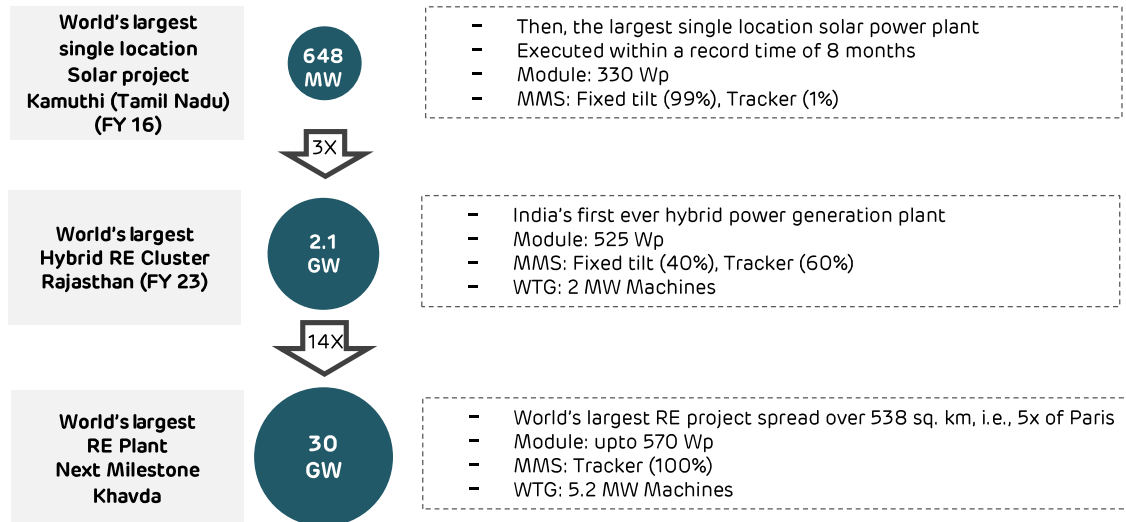 World's largest
single location
Solar project
Kamuthi (Tamil Nadu)
(FY 16)
648
MW
- Then, the largest single location solar power plant
- Executed within a record time of 8 months
- Module: 330 Wp
- MMS: Fixed tilt (99%), Tracker (1%)
3X
World's largest
Hybrid RE Cluster
Rajasthan (FY 23)
2.1
GW
- India's first ever hybrid power generation plant
- Module: 525 Wp
- MMS: Fixed tilt (40%), Tracker (60%)
- WTG: 2 MW Machines
14X
World's largest
RE Plant
Next Milestone
Khavda
30
GW
- World's largest RE project spread over 538 sq. km, i.e., 5x of Paris
- Module: upto 570 Wp
- MMS: Tracker (100%)
- WTG: 5.2 MW Machines